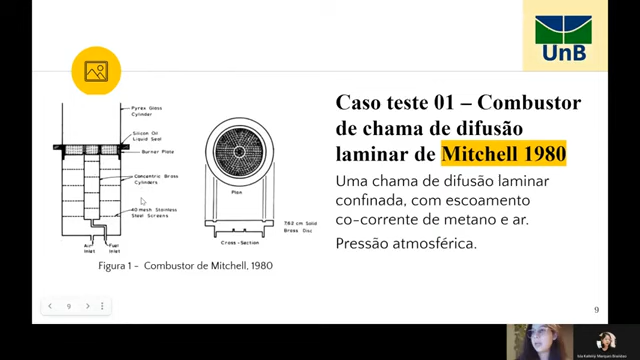 UnB
Caso teste 01 – Combustor
de chama de difusão
laminar de Mitchell 1980
Uma chama de difusão laminar
confinada, com escoamento
co-corrente de metano e ar.
Pressão atmosférica.
Pyrex Glass
Cylinder
Silicon Oil
Liquid Seal
Burner Plate
Concentric Brass
Cylinders
40 Mesh Stainless
Steel Screens
Air
Inlet
Fuel
Inlet
Plan
7.62 cm Solid
Brass Disc
Cross-Section
Figura 1 - Combustor de Mitchell, 1980
9
9